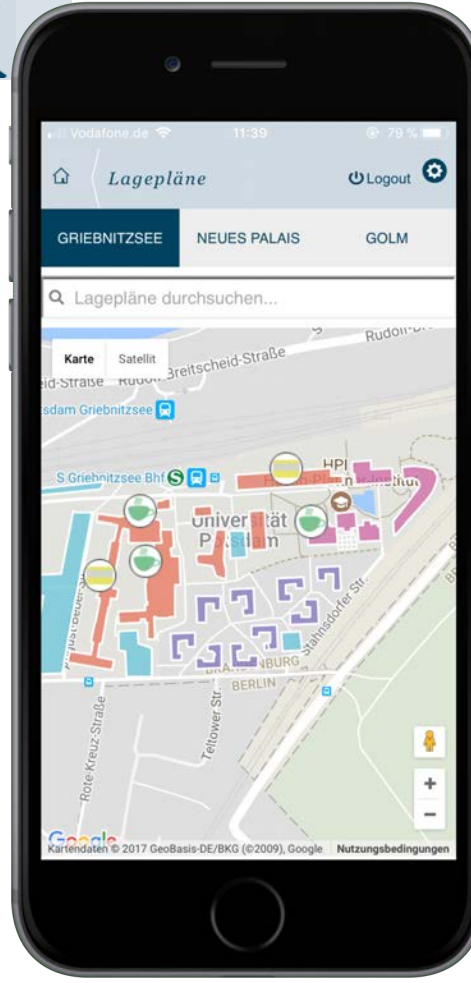 Vodafone.de 11:39 79 %
Lagepläne Logout
GRIEBNITZSEE NEUES PALAIS GOLM
Lagepläne durchsuchen...
Karte Satellit
Rudolf-Breitscheid-Straße
sdam Griebnitzsee
S Griebnitzsee Bhf S
HPI
Universität
Potsdam
Stahnsdorfer Str.
BRANDENBURG
BERLIN
Rote-Kreuz-Straße
Teltower Str.
+
−
Google
Kartendaten © 2017 GeoBasis-DE/BKG (©2009), Google Nutzungsbedingungen